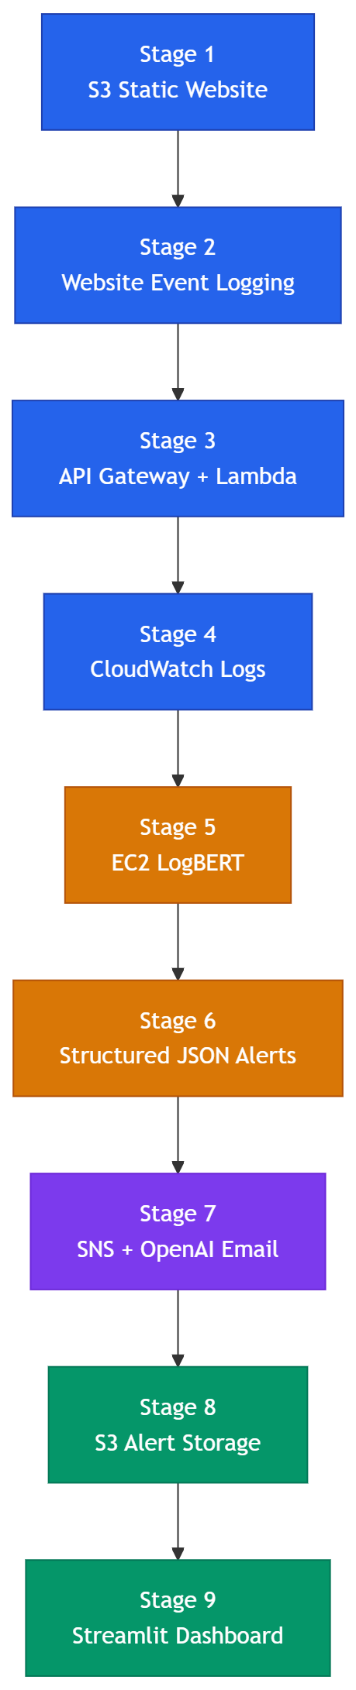 Stage 1
S3 Static Website
Stage 2
Website Event Logging
Stage 3
API Gateway + Lambda
Stage 4
CloudWatch Logs
Stage 5
EC2 LogBERT
Stage 6
Structured JSON Alerts
Stage 7
SNS + OpenAI Email
Stage 8
S3 Alert Storage
Stage 9
Streamlit Dashboard